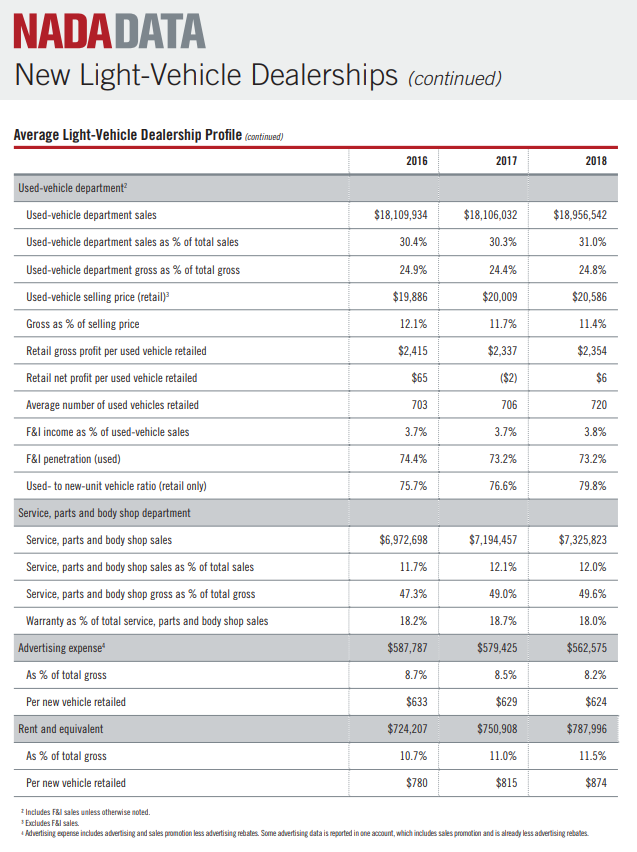 NADADATA
New Light-Vehicle Dealerships (continued)
Average Light-Vehicle Dealership Profile (continued)
2016 2017 2018
Used-vehicle department²
Used-vehicle department sales $18,109,934 $18,106,032 $18,956,542
Used-vehicle department sales as % of total sales 30.4% 30.3% 31.0%
Used-vehicle department gross as % of total gross 24.9% 24.4% 24.8%
Used-vehicle selling price (retail)³ $19,886 $20,009 $20,586
Gross as % of selling price 12.1% 11.7% 11.4%
Retail gross profit per used vehicle retailed $2,415 $2,337 $2,354
Retail net profit per used vehicle retailed $65 ($2) $6
Average number of used vehicles retailed 703 706 720
F&I income as % of used-vehicle sales 3.7% 3.7% 3.8%
F&I penetration (used) 74.4% 73.2% 73.2%
Used- to new-unit vehicle ratio (retail only) 75.7% 76.6% 79.8%
Service, parts and body shop department
Service, parts and body shop sales $6,972,698 $7,194,457 $7,325,823
Service, parts and body shop sales as % of total sales 11.7% 12.1% 12.0%
Service, parts and body shop gross as % of total gross 47.3% 49.0% 49.6%
Warranty as % of total service, parts and body shop sales 18.2% 18.7% 18.0%
Advertising expense⁴ $587,787 $579,425 $562,575
As % of total gross 8.7% 8.5% 8.2%
Per new vehicle retailed $633 $629 $624
Rent and equivalent $724,207 $750,908 $787,996
As % of total gross 10.7% 11.0% 11.5%
Per new vehicle retailed $780 $815 $874
² Includes F&I sales unless otherwise noted.
³ Excludes F&I sales.
⁴ Advertising expense includes advertising and sales promotion less advertising rebates. Some advertising data is reported in one account, which includes sales promotion and is already less advertising rebates.